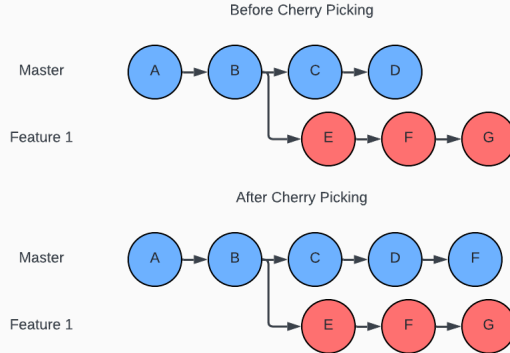 Before Cherry Picking
Master A B C D
Feature 1 E F G
After Cherry Picking
Master A B C D F
Feature 1 E F G